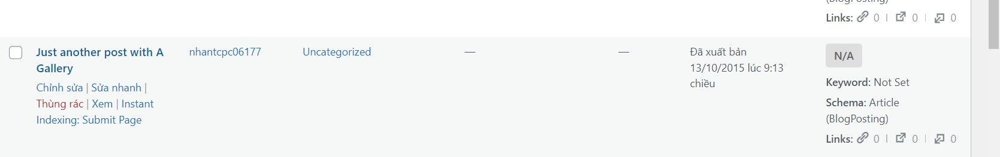 (BlogPosting)
Links: 0 | 0 | 0
Just another post with A
Gallery
Chỉnh sửa | Sửa nhanh |
Thùng rác | Xem | Instant
Indexing: Submit Page
nhantcpc06177
Uncategorized
—
—
Đã xuất bản
13/10/2015 lúc 9:13
chiều
N/A
Keyword: Not Set
Schema: Article
(BlogPosting)
Links: 0 | 0 | 0